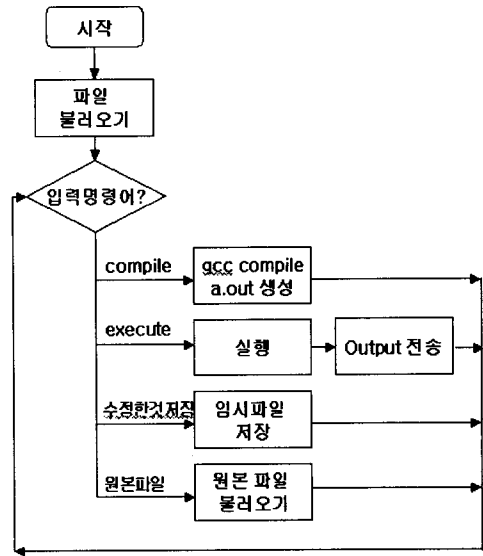 시작
파일
불러오기
입력명령어?
compile
gcc compile
a.out 생성
execute
실행
Output 전송
수정한것저장
임시파일
저장
원본파일
원본 파일
불러오기